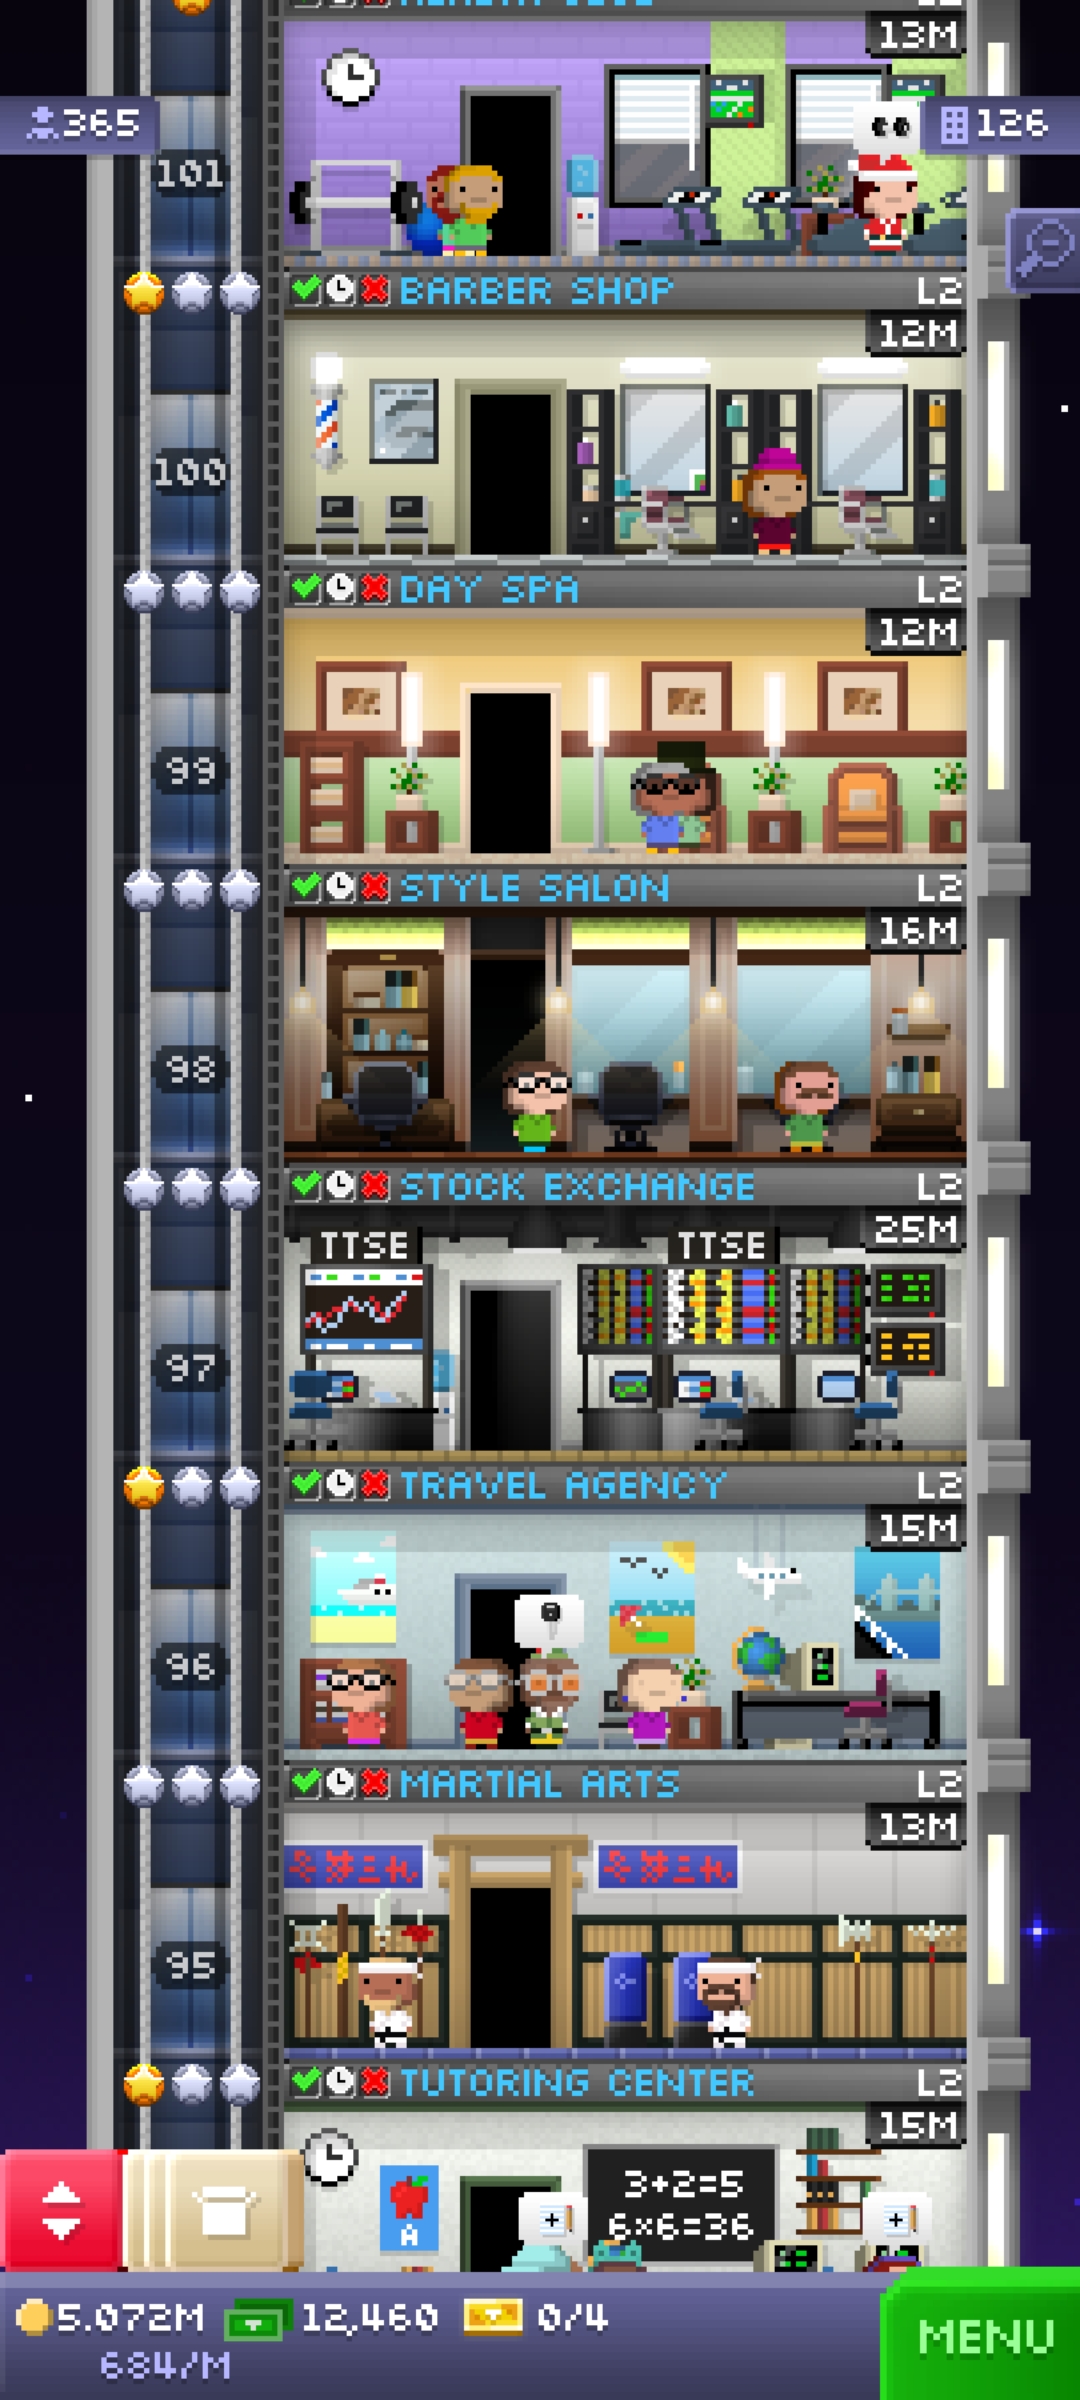 L2
13M
365
126
101
BARBER SHOP L2
12M
100
DAY SPA L2
12M
99
STYLE SALON L2
16M
98
STOCK EXCHANGE L2
25M
TTSE TTSE
97
TRAVEL AGENCY L2
15M
96
MARTIAL ARTS L2
13M
95
TUTORING CENTER L2
15M
3+2=5
6x6=36
A
5.072M 12,460 0/4
684/M
MENU